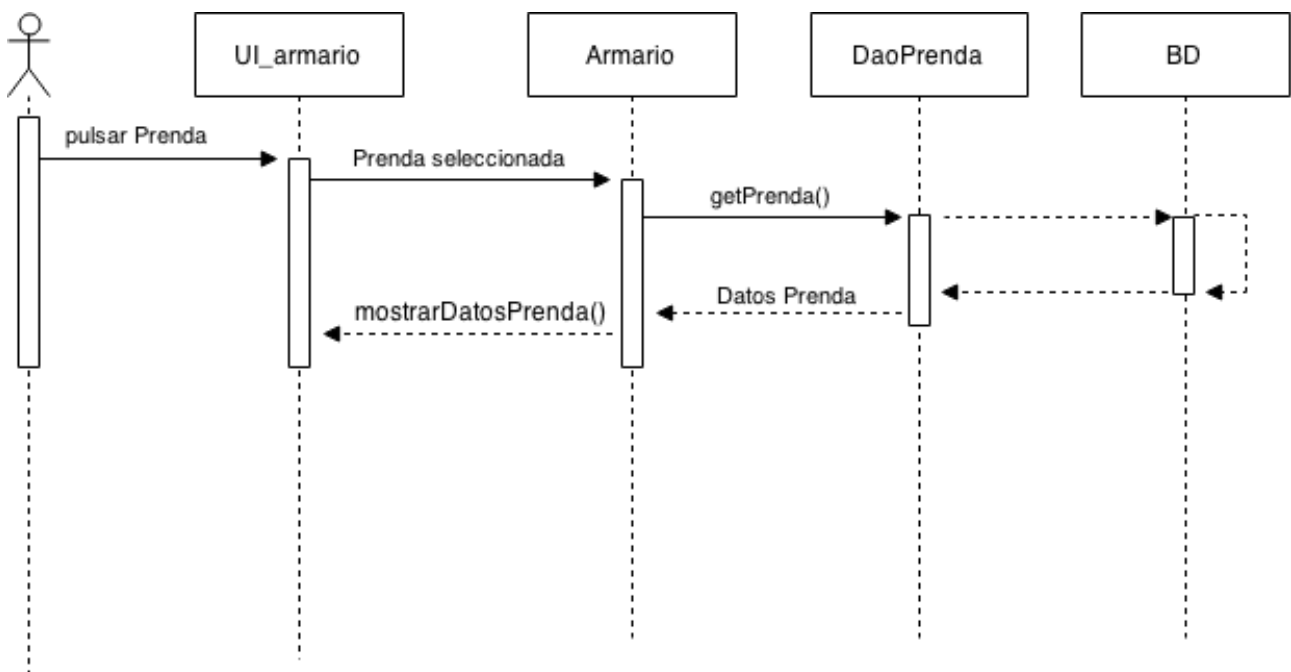 UI_armario
Armario
DaoPrenda
BD
pulsar Prenda
Prenda seleccionada
getPrenda()
Datos Prenda
mostrarDatosPrenda()